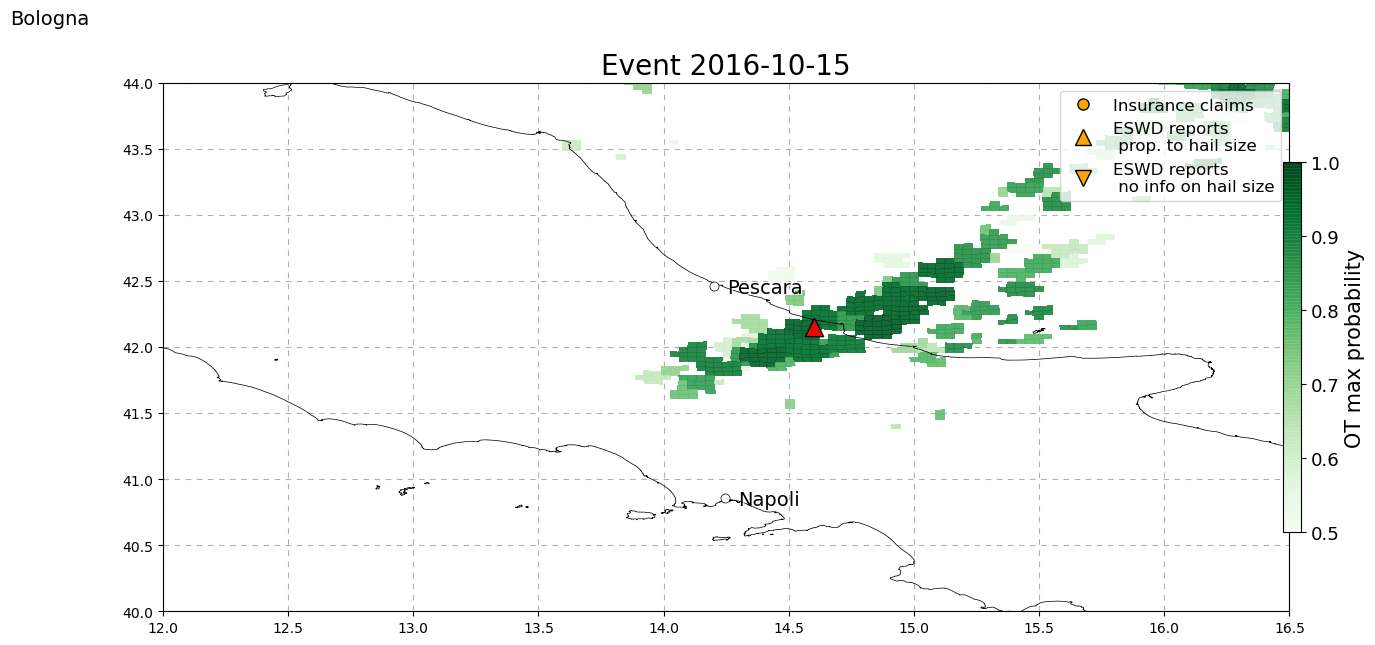 Bologna
Event 2016-10-15
Insurance claims
ESWD reports
prop. to hail size
ESWD reports
no info on hail size
44.0
43.5
43.0
42.5
42.0
41.5
41.0
40.5
40.0
Pescara
Napoli
12.0 12.5 13.0 13.5 14.0 14.5 15.0 15.5 16.0 16.5
1.0
0.9
0.8
0.7
0.6
0.5
OT max probability